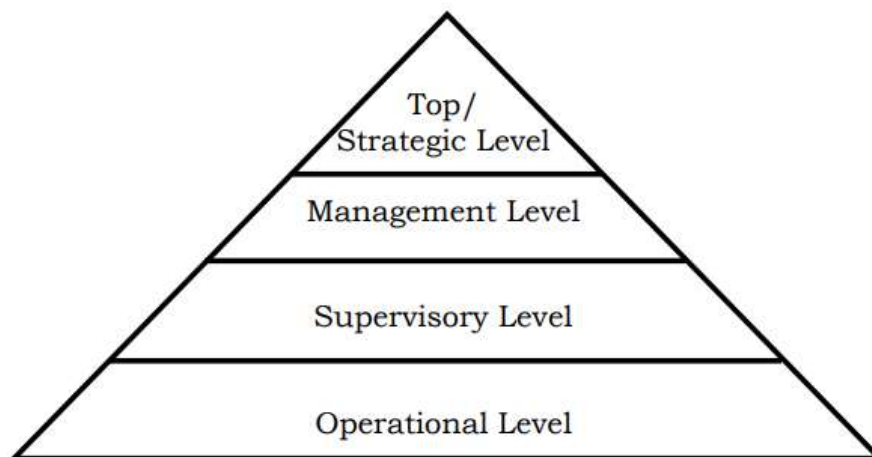 Top/
Strategic Level
Management Level
Supervisory Level
Operational Level